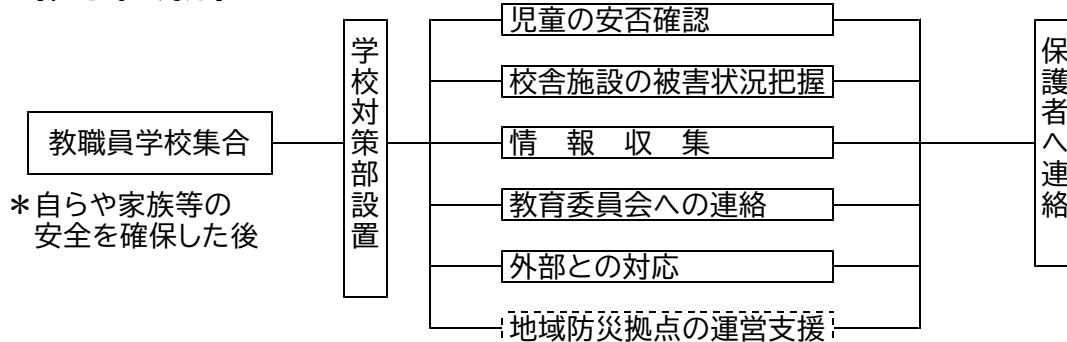 教職員学校集合
＊自らや家族等の
安全を確保した後
学校対策部設置
児童の安否確認
校舎施設の被害状況把握
情　報　収　集
教育委員会への連絡
外部との対応
地域防災拠点の運営支援
保護者へ連絡